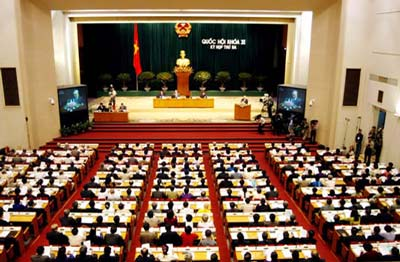 QUỐC HỘI KHÓA XI
KỲ HỌP THỨ BA